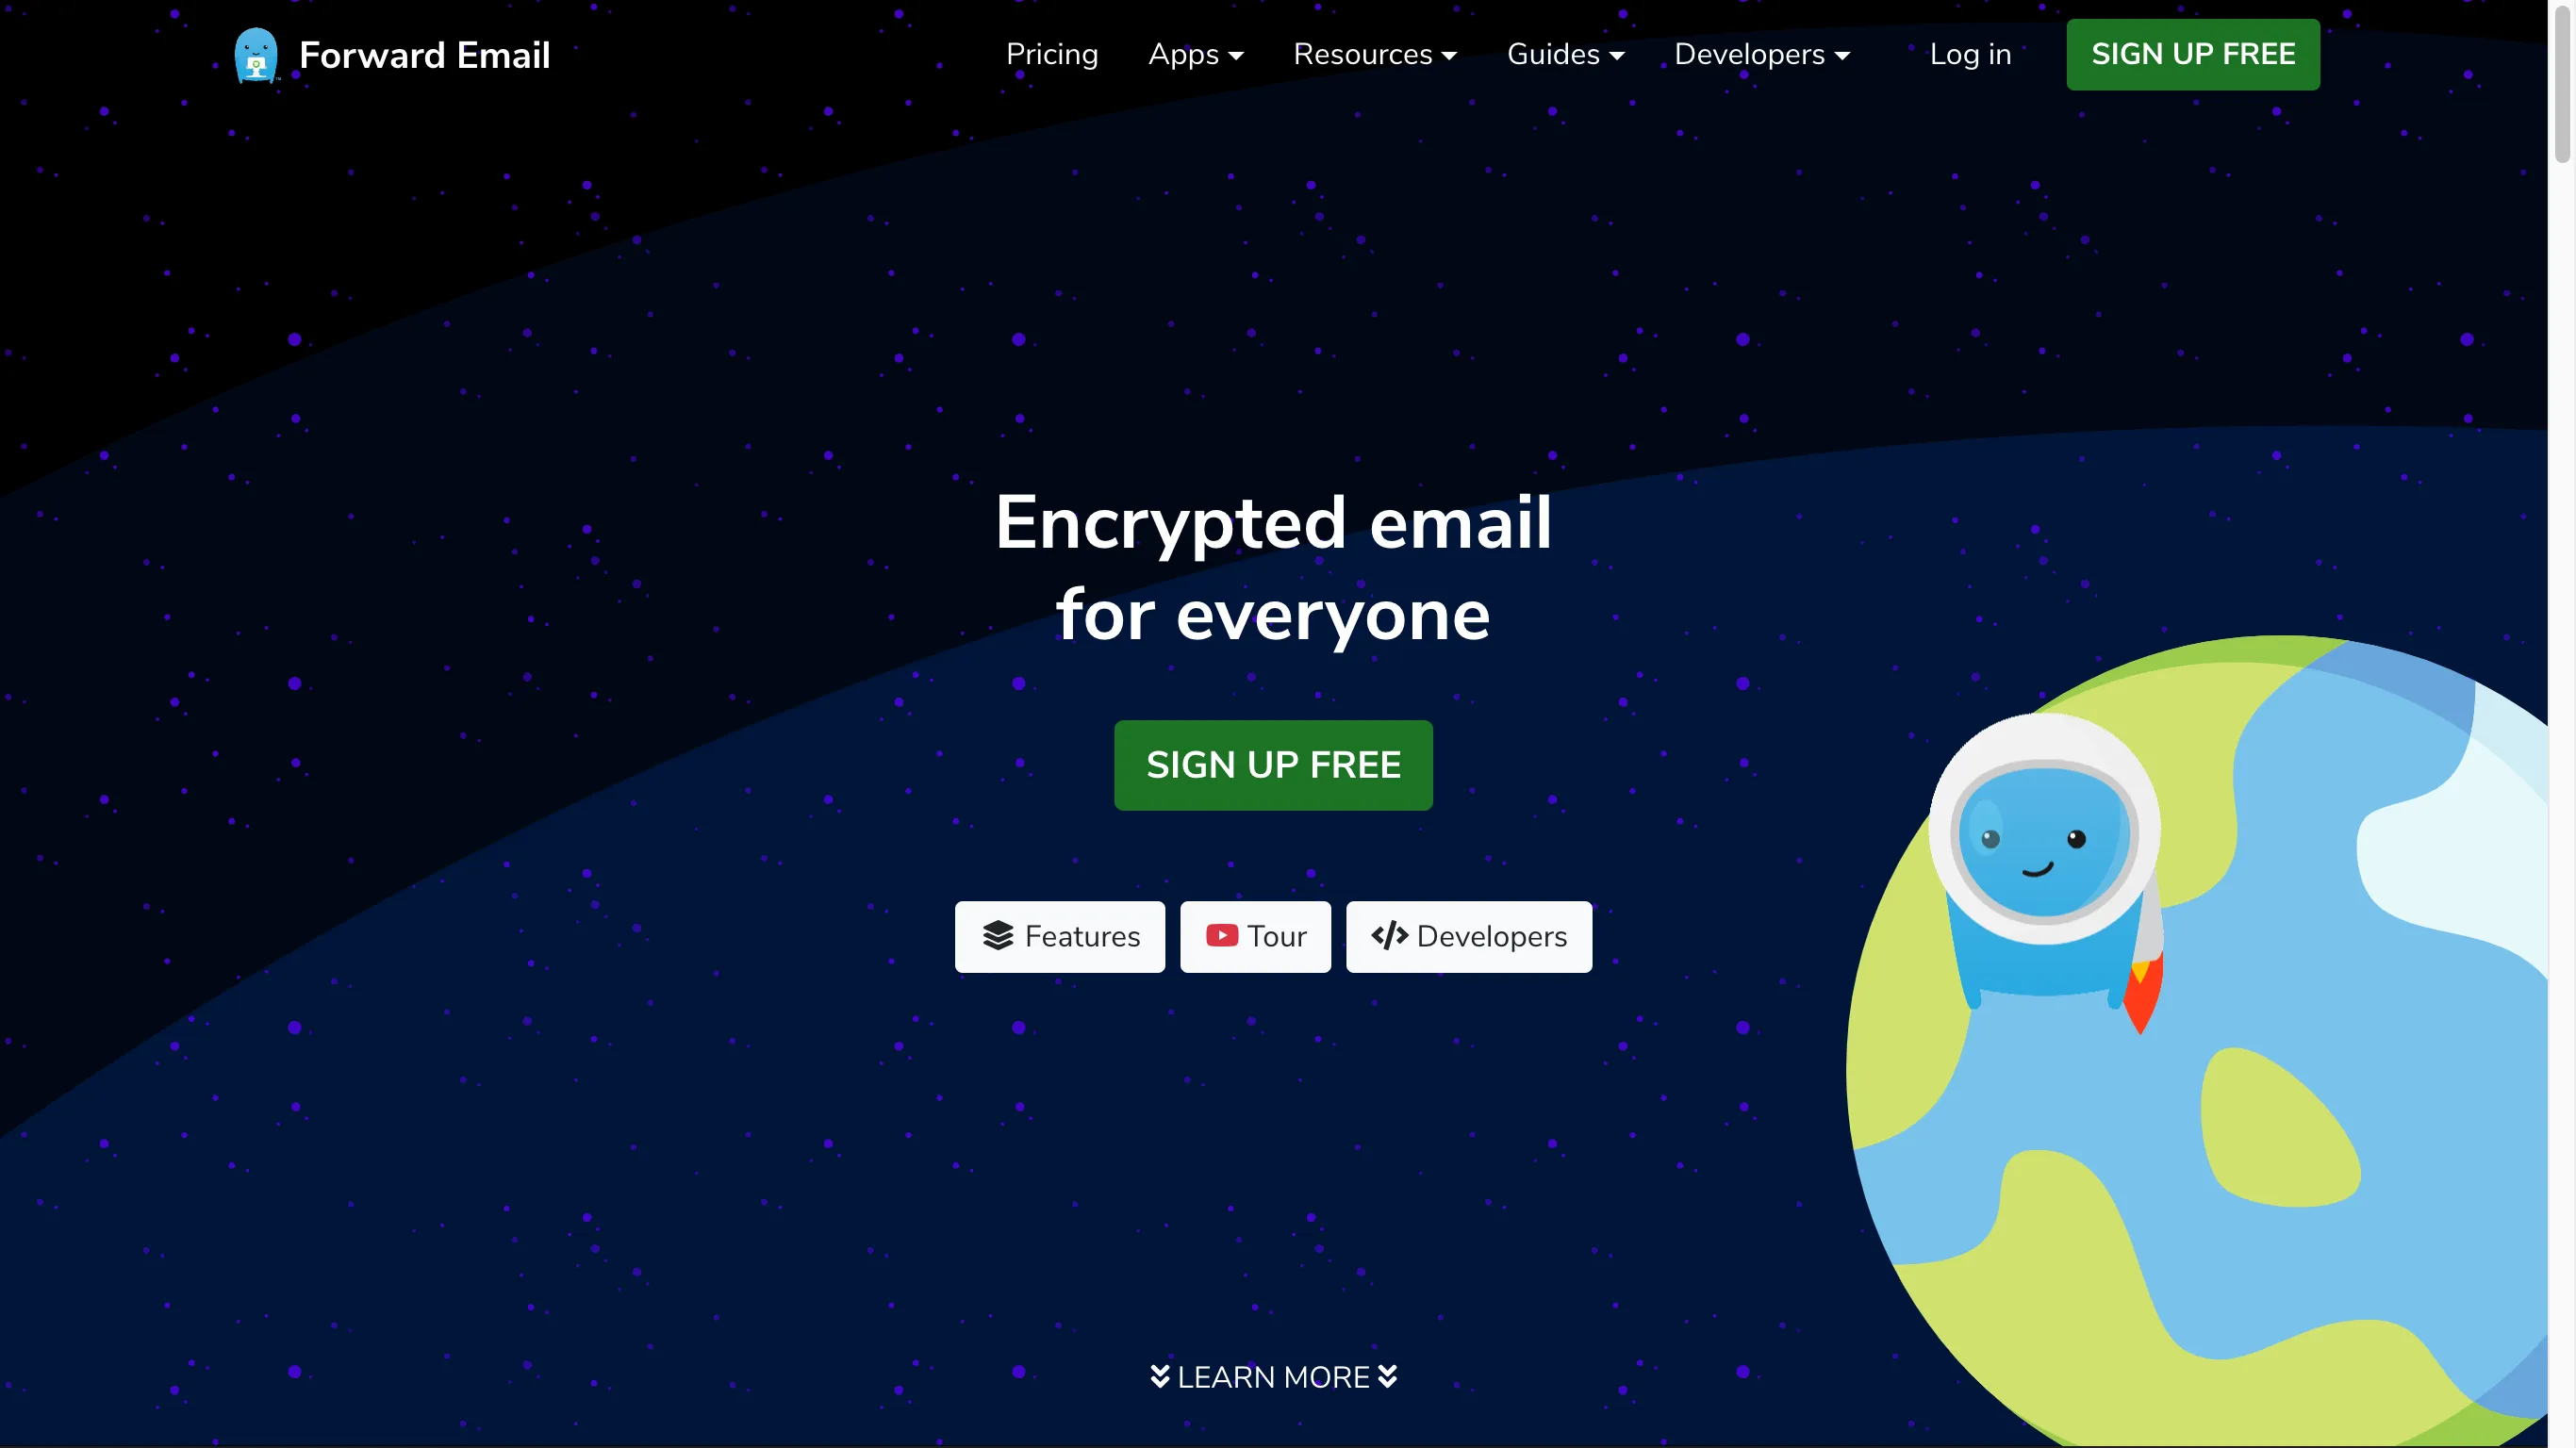 Forward Email
Pricing
Apps
Resources
Guides
Developers
Log in
SIGN UP FREE
Encrypted email
for everyone
SIGN UP FREE
Features
Tour
Developers
LEARN MORE